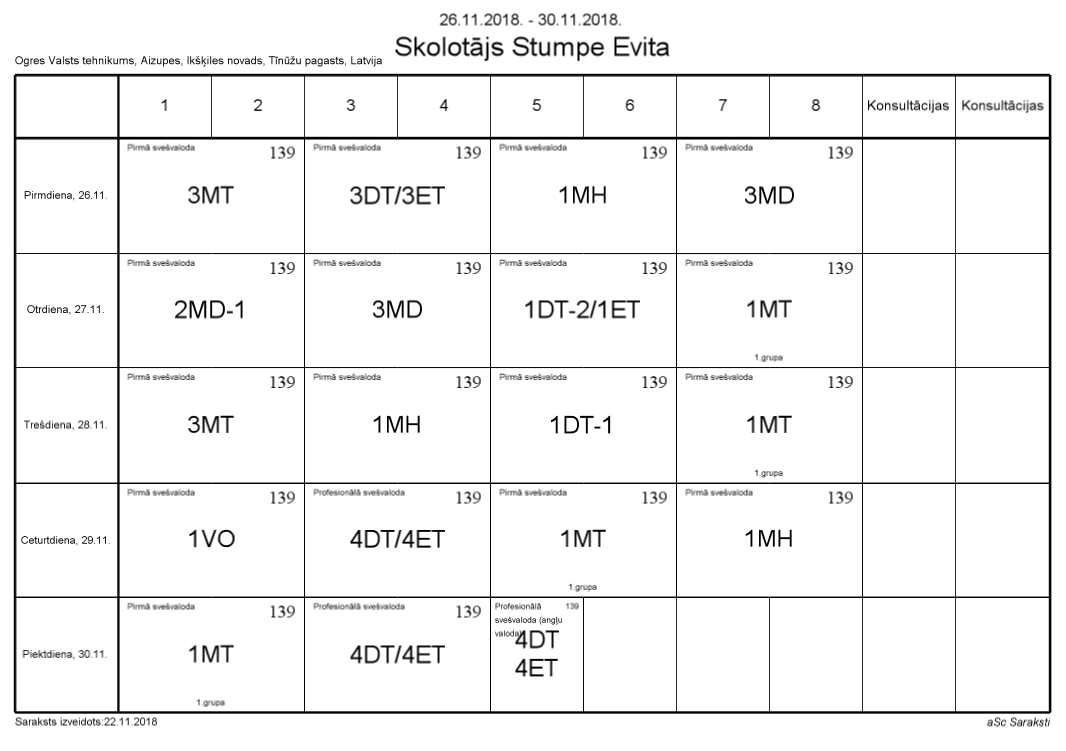 26.11.2018. - 30.11.2018.
Skolotājs Stumpe Evita
Ogres Valsts tehnikums, Aizupes, Ikšķiles novads, Tīnūžu pagasts, Latvija
1 2 3 4 5 6 7 8 Konsultācijas Konsultācijas
Pirmā svešvaloda 139 Pirmā svešvaloda 139 Pirmā svešvaloda 139 Pirmā svešvaloda 139
Pirmdiena, 26.11. 3MT 3DT/3ET 1MH 3MD
Pirmā svešvaloda 139 Pirmā svešvaloda 139 Pirmā svešvaloda 139 Pirmā svešvaloda 139
Otrdiena, 27.11. 2MD-1 3MD 1DT-2/1ET 1MT
1.grupa
Pirmā svešvaloda 139 Pirmā svešvaloda 139 Pirmā svešvaloda 139 Pirmā svešvaloda 139
Trešdiena, 28.11. 3MT 1MH 1DT-1 1MT
1.grupa
Pirmā svešvaloda 139 Profesionālā svešvaloda 139 Pirmā svešvaloda 139 Pirmā svešvaloda 139
Ceturtdiena, 29.11. 1VO 4DT/4ET 1MT 1MH
1.grupa
Pirmā svešvaloda 139 Profesionālā svešvaloda 139 Profesionālā 139
svešvaloda (angļu
valoda)
Piektdiena, 30.11. 1MT 4DT/4ET 4DT
4ET
1.grupa
Saraksts izveidots:22.11.2018 aSc Saraksti